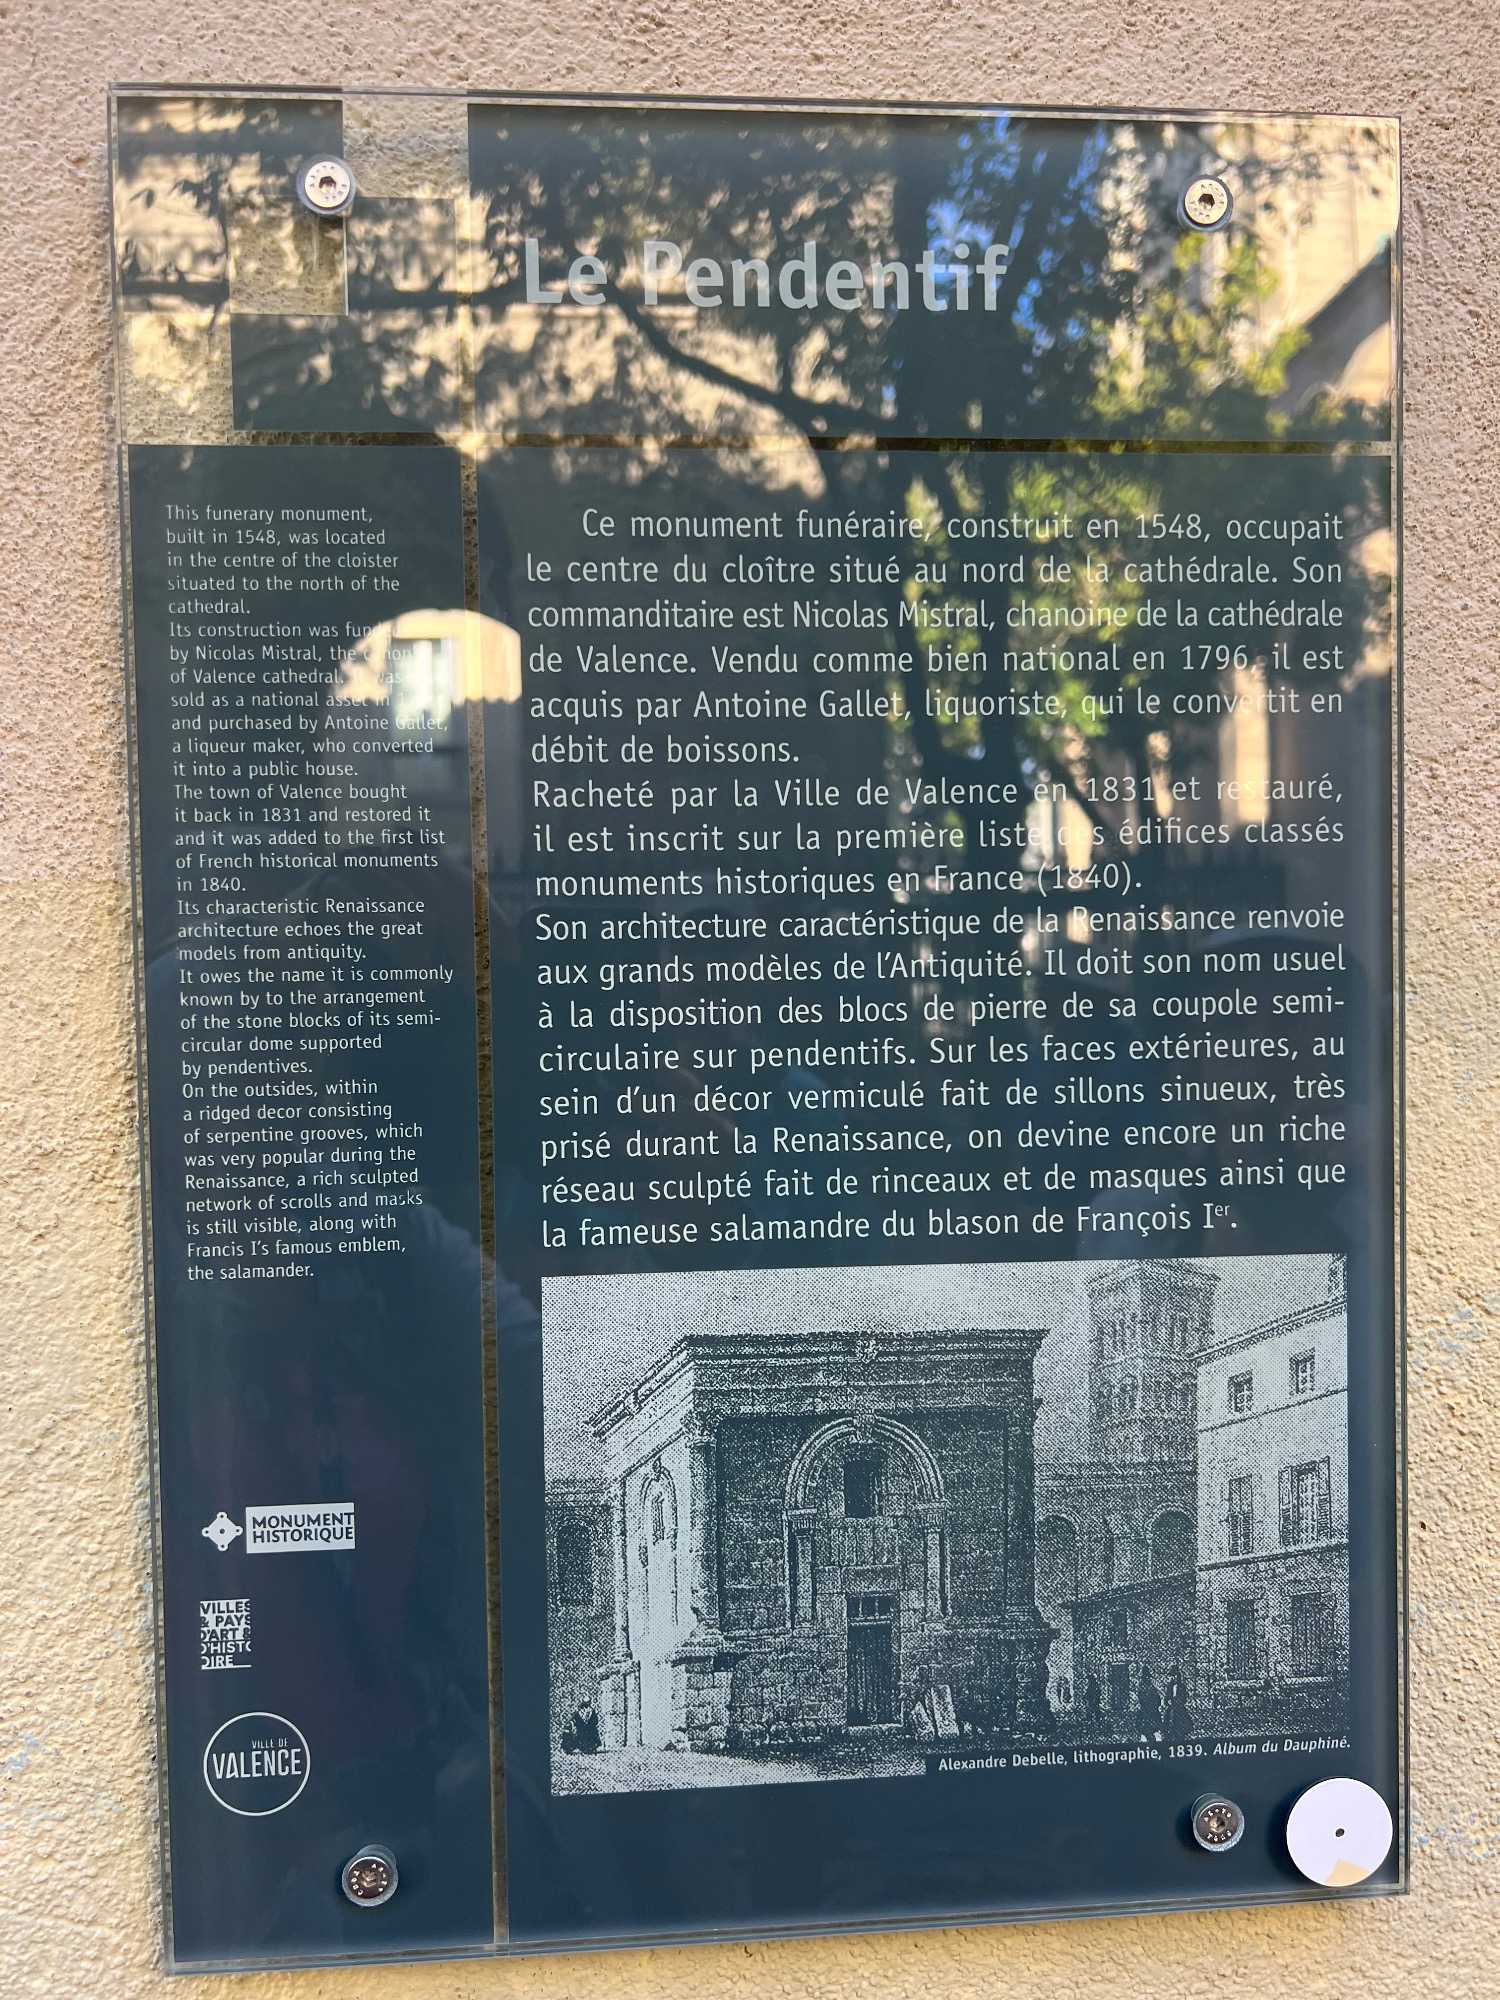 Le Pendentif
This funerary monument,
built in 1548, was located
in the centre of the cloister
situated to the north of the
cathedral.
Its construction was funded
by Nicolas Mistral, the canon
of Valence cathedral. It was
sold as a national asset in
and purchased by Antoine Gallet,
a liqueur maker, who converted
it into a public house.
The town of Valence bought
it back in 1831 and restored it
and it was added to the first list
of French historical monuments
in 1840.
Its characteristic Renaissance
architecture echoes the great
models from antiquity.
It owes the name it is commonly
known by to the arrangement
of the stone blocks of its semi-
circular dome supported
by pendentives.
On the outsides, within
a ridged decor consisting
of serpentine grooves, which
was very popular during the
Renaissance, a rich sculpted
network of scrolls and masks
is still visible, along with
Francis I's famous emblem,
the salamander.
MONUMENT
HISTORIQUE
VILLES
& PAYS
D'ART &
D'HISTO
OIRE
VILLE DE
VALENCE
Ce monument funéraire, construit en 1548, occupait
le centre du cloître situé au nord de la cathédrale. Son
commanditaire est Nicolas Mistral, chanoine de la cathédrale
de Valence. Vendu comme bien national en 1796, il est
acquis par Antoine Gallet, liquoriste, qui le convertit en
débit de boissons.
Racheté par la Ville de Valence en 1831 et restauré,
il est inscrit sur la première liste des édifices classés
monuments historiques en France (1840).
Son architecture caractéristique de la Renaissance renvoie
aux grands modèles de l'Antiquité. Il doit son nom usuel
à la disposition des blocs de pierre de sa coupole semi-
circulaire sur pendentifs. Sur les faces extérieures, au
sein d'un décor vermiculé fait de sillons sinueux, très
prisé durant la Renaissance, on devine encore un riche
réseau sculpté fait de rinceaux et de masques ainsi que
la fameuse salamandre du blason de François Ier.
Alexandre Debelle, lithographie, 1839. Album du Dauphiné.